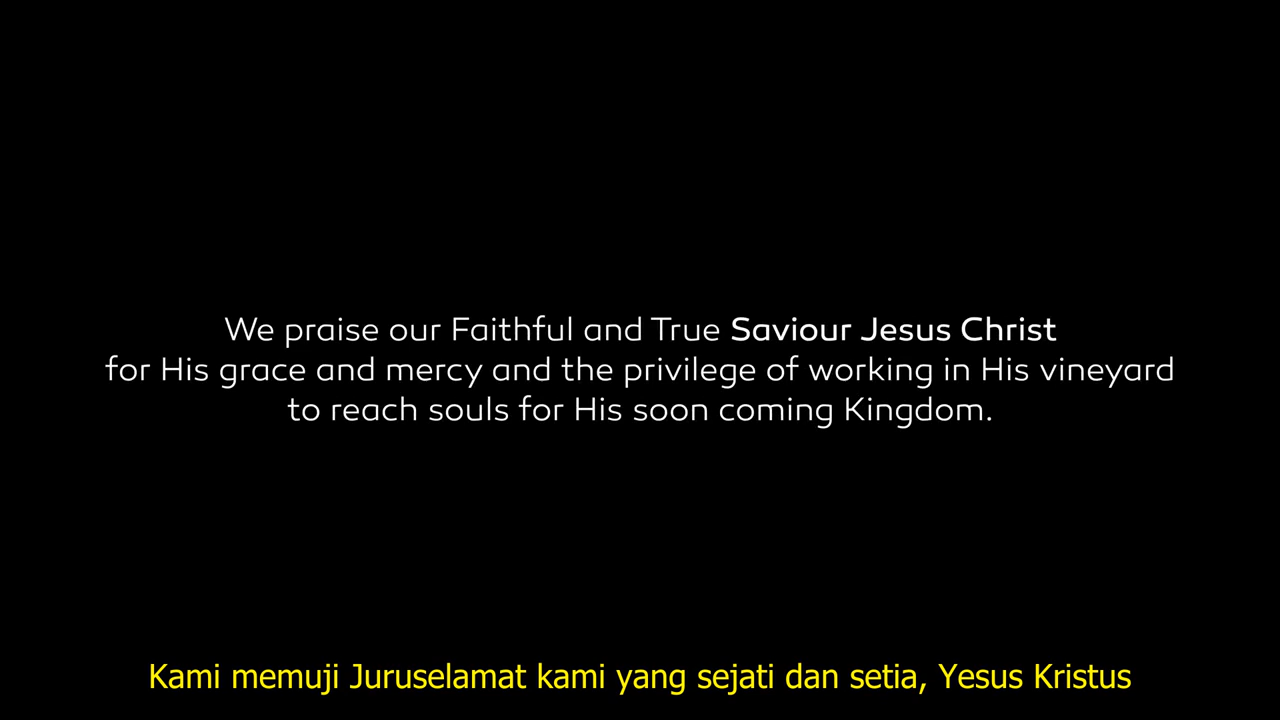 We praise our Faithful and True Saviour Jesus Christ
for His grace and mercy and the privilege of working in His vineyard
to reach souls for His soon coming Kingdom.
Kami memuji Juruselamat kami yang sejati dan setia, Yesus Kristus